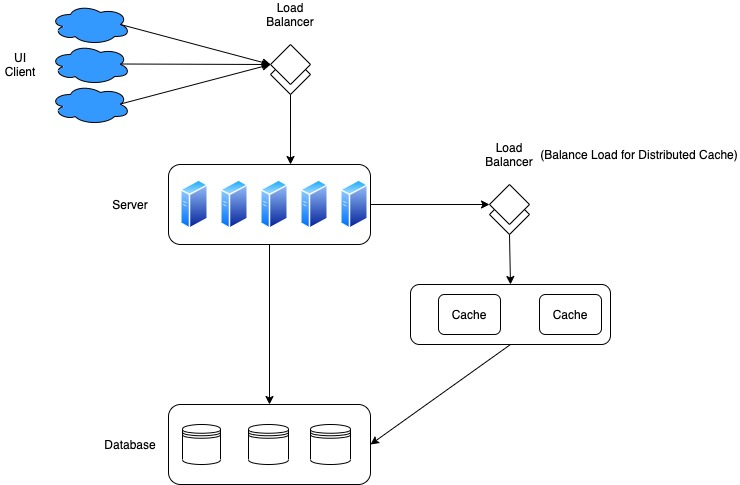 Load
Balancer
UI
Client
Load
Balancer
(Balance Load for Distributed Cache)
Server
Cache
Cache
Database